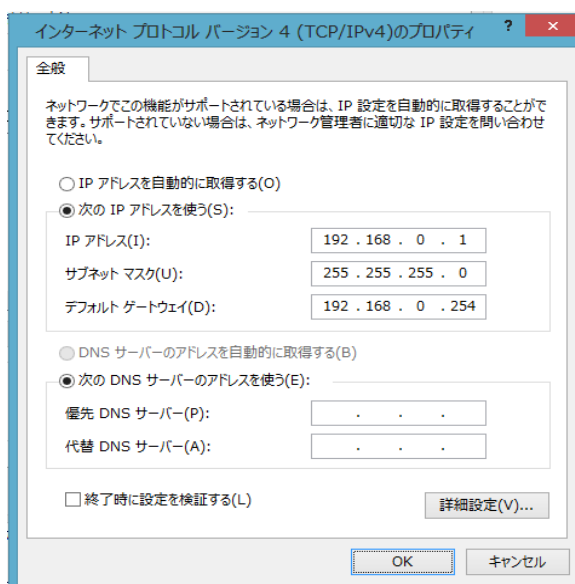 インターネット プロトコル バージョン 4 (TCP/IPv4)のプロパティ
?
×
全般
ネットワークでこの機能がサポートされている場合は、IP 設定を自動的に取得することがで
きます。サポートされていない場合は、ネットワーク管理者に適切な IP 設定を問い合わせ
てください。
IP アドレスを自動的に取得する(O)
次の IP アドレスを使う(S):
IP アドレス(I): 192 . 168 . 0 . 1
サブネット マスク(U): 255 . 255 . 255 . 0
デフォルト ゲートウェイ(D): 192 . 168 . 0 . 254
DNS サーバーのアドレスを自動的に取得する(B)
次の DNS サーバーのアドレスを使う(E):
優先 DNS サーバー(P): . . .
代替 DNS サーバー(A): . . .
終了時に設定を検証する(L)
詳細設定(V)...
OK キャンセル